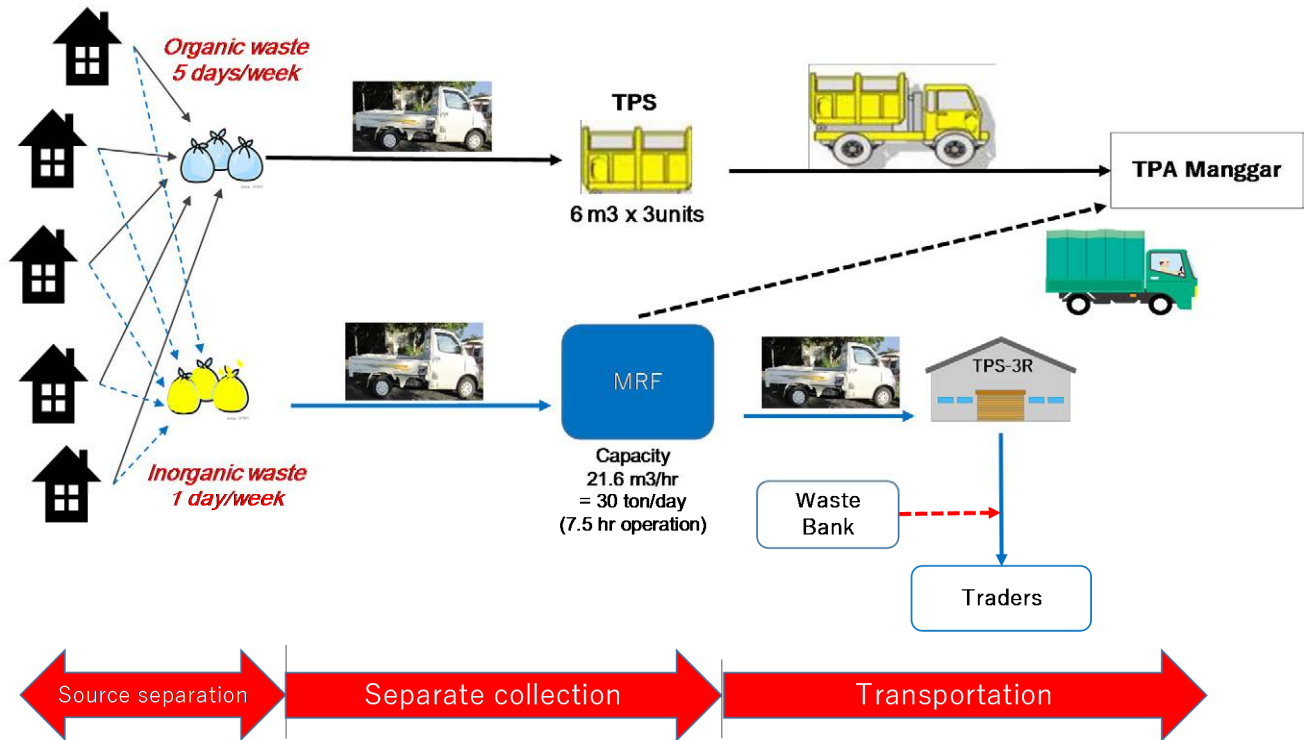 Organic waste
5 days/week
TPS
6 m3 x 3units
TPA Manggar
MRF
Capacity
21.6 m3/hr
= 30 ton/day
(7.5 hr operation)
TPS-3R
Inorganic waste
1 day/week
Waste
Bank
Traders
Source separation
Separate collection
Transportation